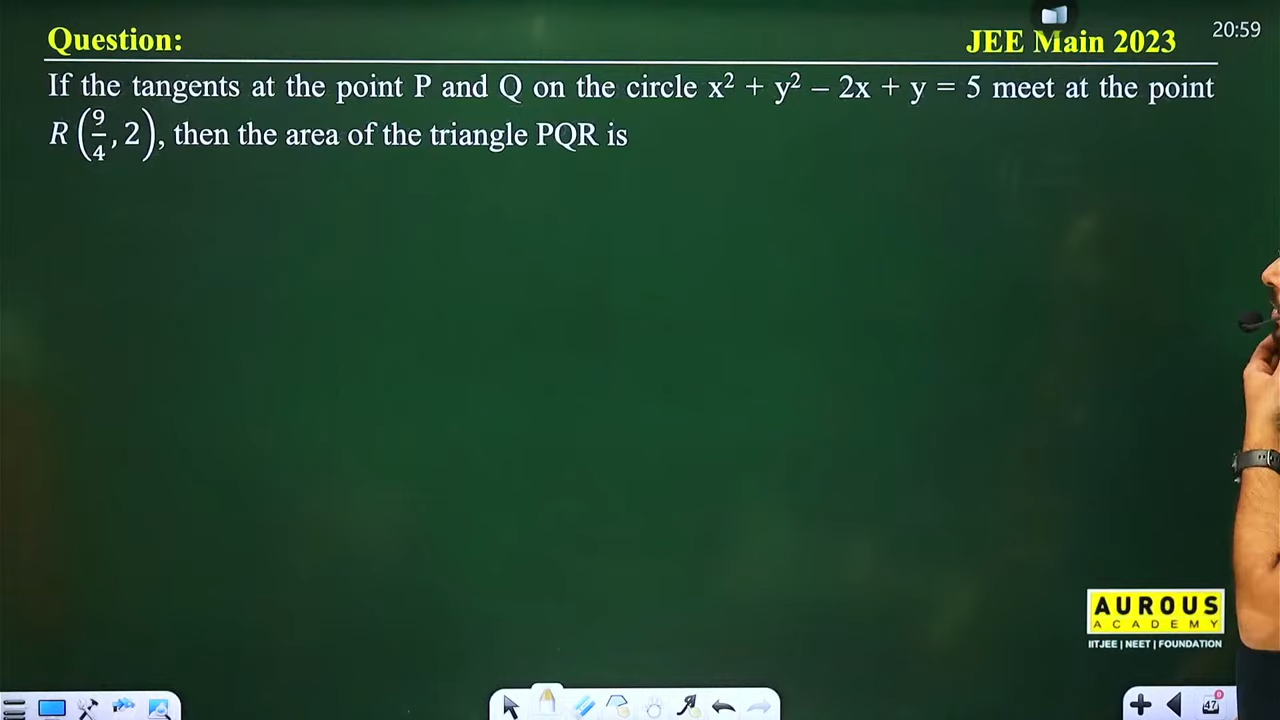 20:59
Question:
JEE Main 2023
If the tangents at the point P and Q on the circle x² + y² – 2x + y = 5 meet at the point
R (9/4, 2), then the area of the triangle PQR is
AUROUS
ACADEMY
IITJEE | NEET | FOUNDATION
0
47